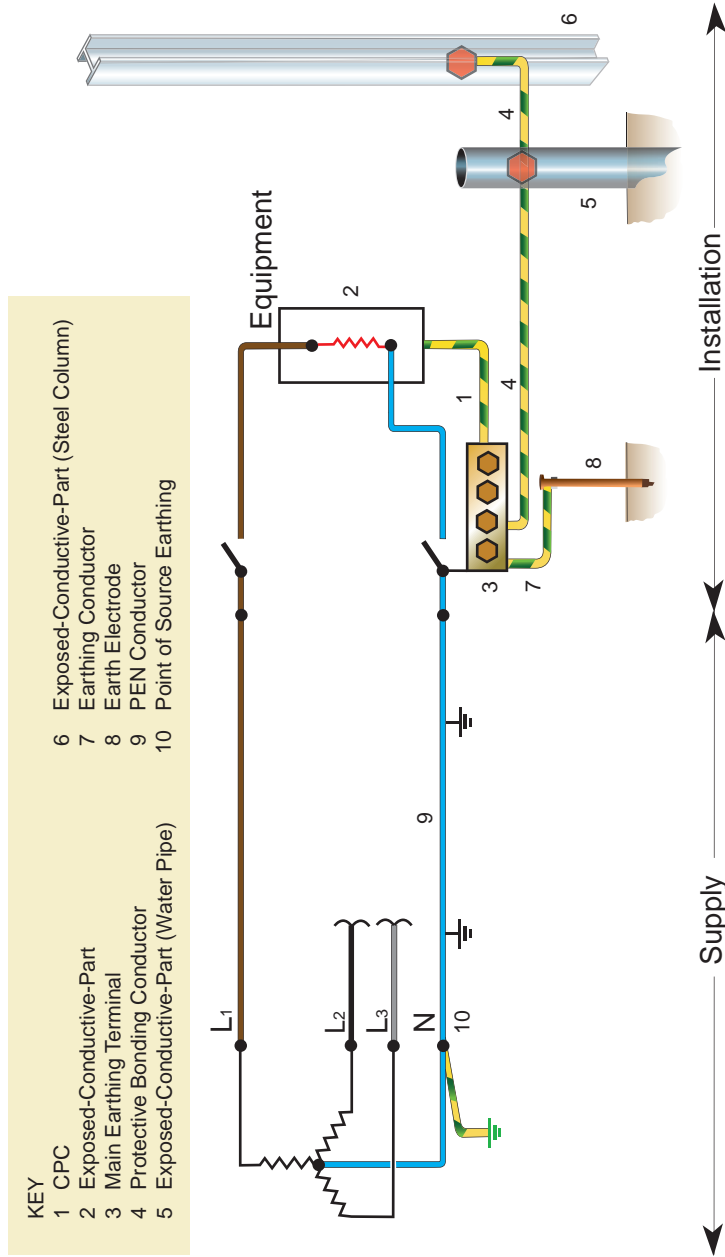 KEY
1 CPC
2 Exposed-Conductive-Part
3 Main Earthing Terminal
4 Protective Bonding Conductor
5 Exposed-Conductive-Part (Water Pipe)
6 Exposed-Conductive-Part (Steel Column)
7 Earthing Conductor
8 Earth Electrode
9 PEN Conductor
10 Point of Source Earthing
L1
L2
L3
N
10
9
Equipment
2
1
3
7
4
8
4
5
6
Supply
Installation